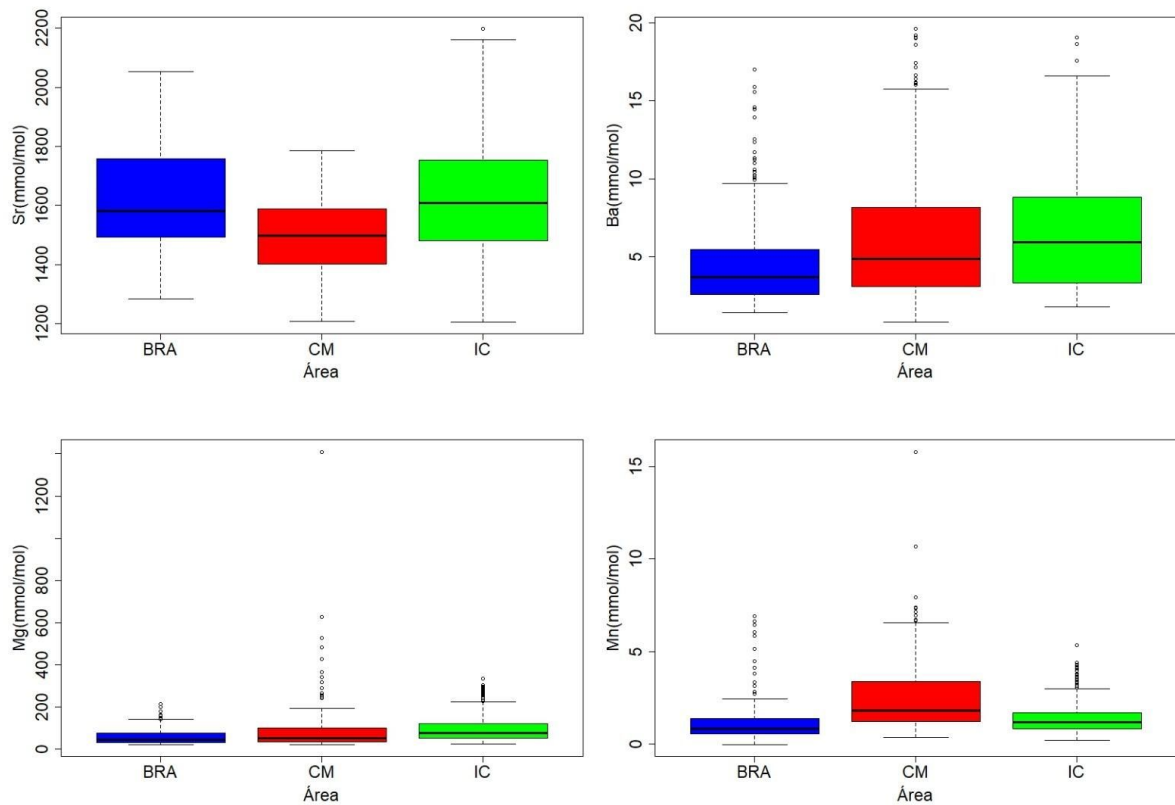 Sr(mmol/mol)
2200
2000
1800
1600
1400
1200
BRA CM IC
Área
Ba(mmol/mol)
20
15
10
5
BRA CM IC
Área
Mg(mmol/mol)
1200
800
600
400
200
0
BRA CM IC
Área
Mn(mmol/mol)
15
10
5
0
BRA CM IC
Área